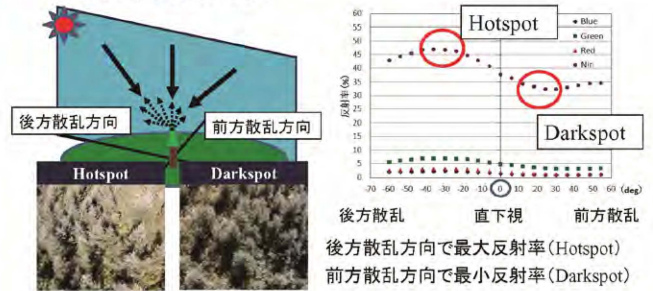 後方散乱方向
前方散乱方向
Hotspot
Darkspot
Hotspot
Darkspot
Blue
Green
Red
Nir
反射率(%)
60
55
50
45
40
35
30
25
20
15
10
5
0
-70 -60 -50 -40 -30 -20 -10 0 10 20 30 40 50 60 (deg)
後方散乱 直下視 前方散乱
後方散乱方向で最大反射率(Hotspot)
前方散乱方向で最小反射率(Darkspot)